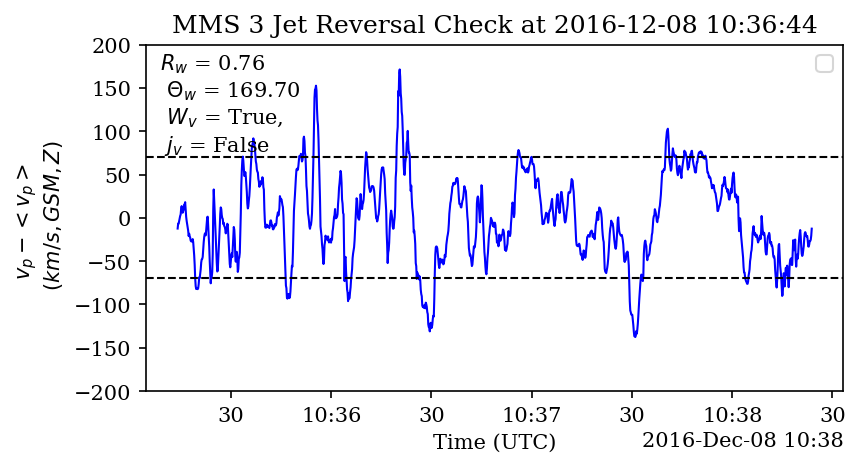 MMS 3 Jet Reversal Check at 2016-12-08 10:36:44
R_w = 0.76
Θ_w = 169.70
W_v = True,
j_v = False
200
150
100
50
0
−50
−100
−150
−200
v_p − < v_p >
(km/s, GSM, Z)
30
10:36
30
10:37
30
10:38
30
Time (UTC)
2016-Dec-08 10:38